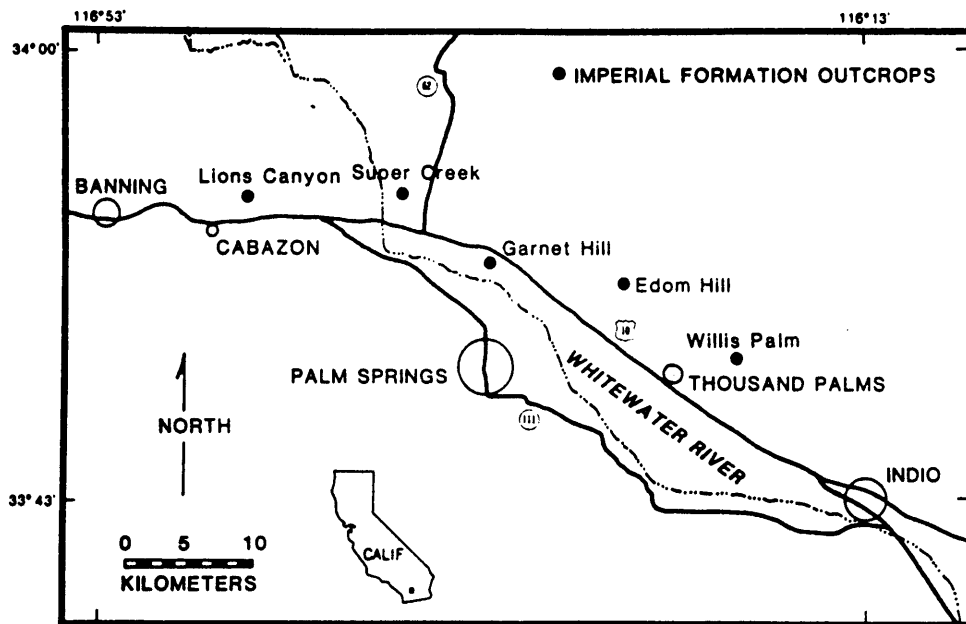 116° 53'
116° 13'
34° 00'
62
● IMPERIAL FORMATION OUTCROPS
Lions Canyon
Super Creek
BANNING
CABAZON
Garnet Hill
Edom Hill
10
Willis Palm
PALM SPRINGS
THOUSAND PALMS
WHITEWATER RIVER
111
NORTH
INDIO
33° 43'
0 5 10
KILOMETERS
CALIF